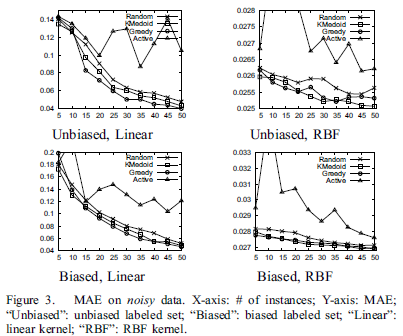 Random
KMedoid
Greedy
Active
0.14
0.12
0.1
0.08
0.06
0.04
5 10 15 20 25 30 35 40 45 50
Unbiased, Linear
Random
KMedoid
Greedy
Active
0.028
0.0275
0.027
0.0265
0.026
0.0255
0.025
5 10 15 20 25 30 35 40 45 50
Unbiased, RBF
Random
KMedoid
Greedy
Active
0.2
0.18
0.16
0.14
0.12
0.1
0.08
0.06
0.04
5 10 15 20 25 30 35 40 45 50
Biased, Linear
Random
KMedoid
Greedy
Active
0.033
0.032
0.031
0.03
0.029
0.028
0.027
5 10 15 20 25 30 35 40 45 50
Biased, RBF
Figure 3. MAE on noisy data. X-axis: # of instances; Y-axis: MAE;
“Unbiased”: unbiased labeled set; “Biased”: biased labeled set; “Linear”:
linear kernel; “RBF”: RBF kernel.